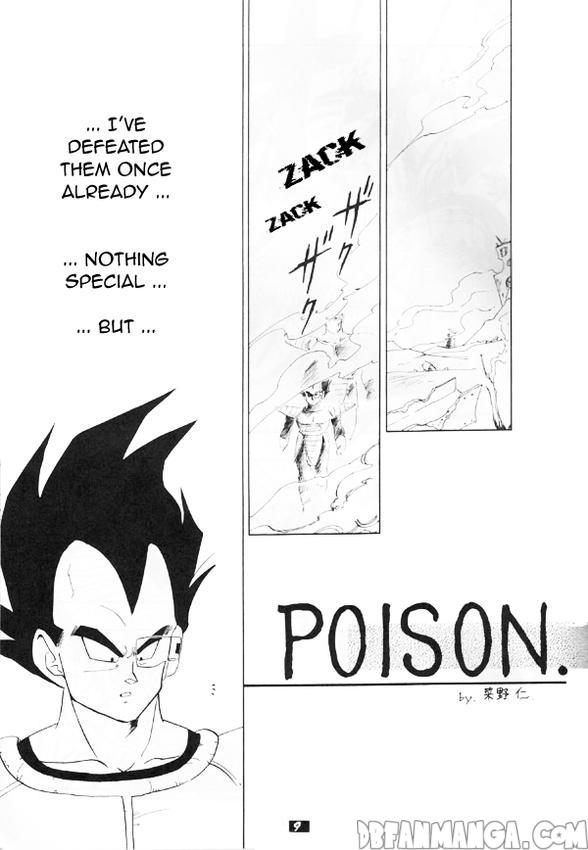 ... I'VE
DEFEATED
THEM ONCE
ALREADY ...
... NOTHING
SPECIAL ...
... BUT ...
ZACK
ZACK
ザク
ザク
POISON.
by. 菜野 仁
9
DBFANMANGA.COM